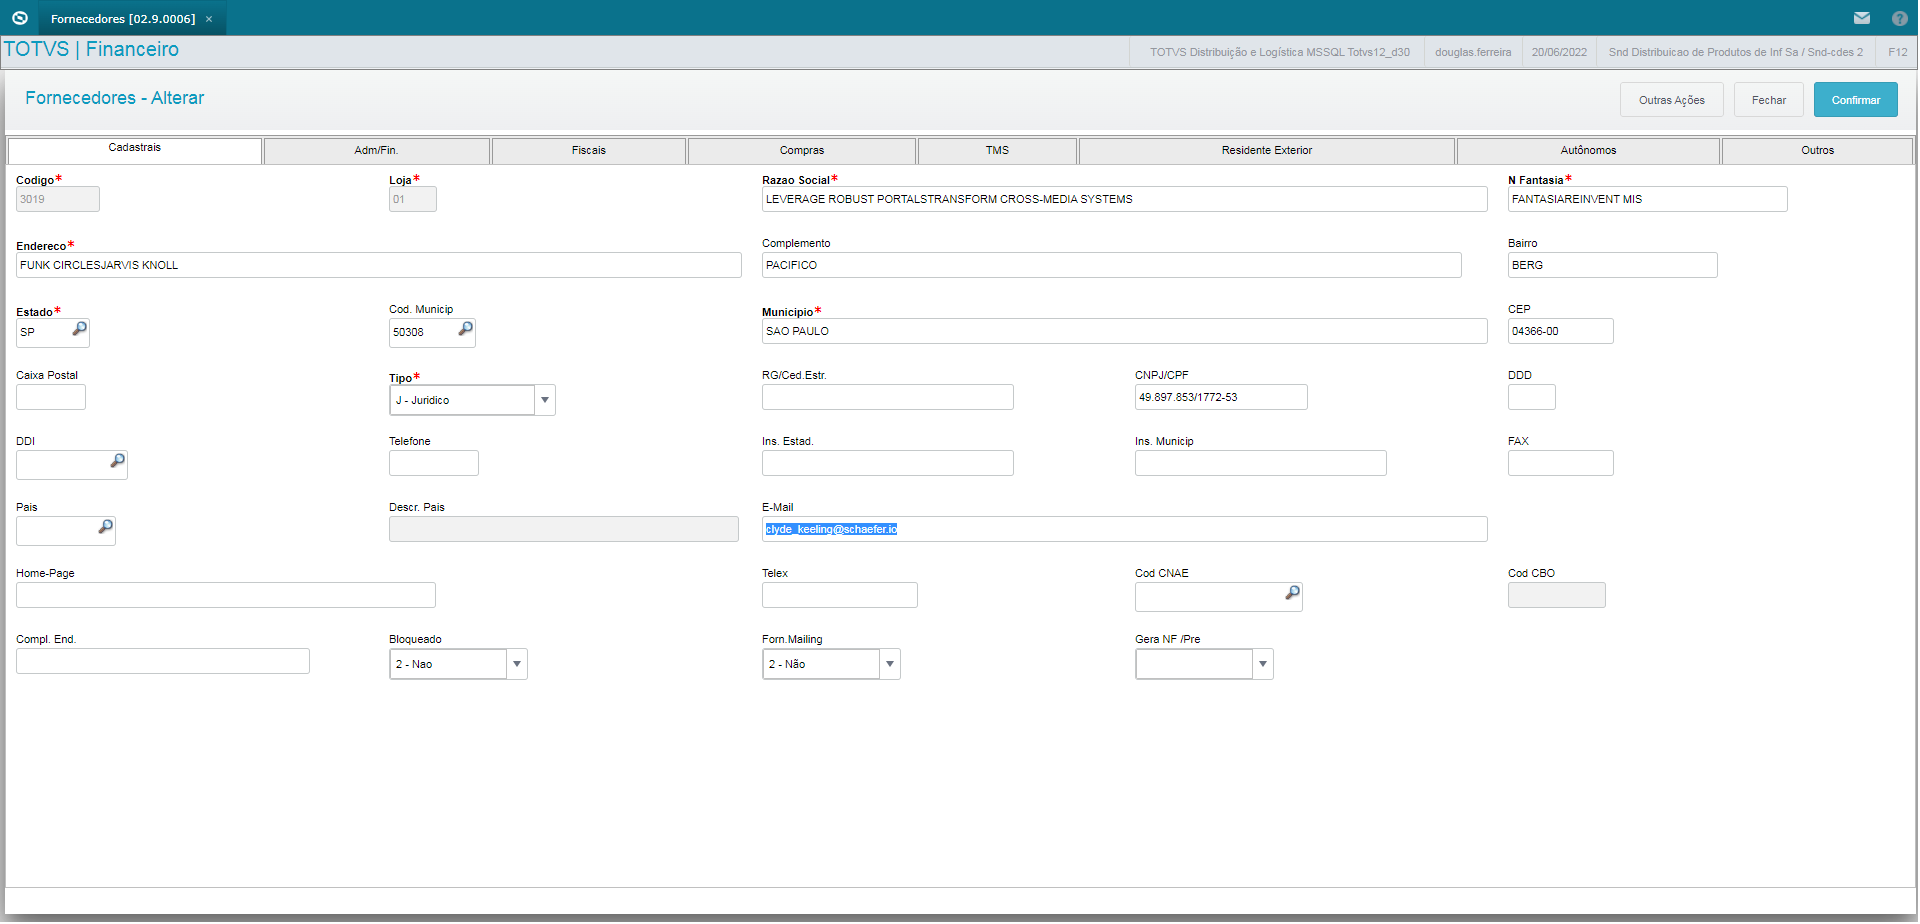 Fornecedores [02.9.0006] ×
TOTVS | Financeiro
TOTVS Distribuição e Logística MSSQL Totvs12_d30
douglas.ferreira
20/06/2022
Snd Distribuicao de Produtos de Inf Sa / Snd-cdes 2
F12
Fornecedores - Alterar
Outras Ações
Fechar
Confirmar
Cadastrais
Adm/Fin.
Fiscais
Compras
TMS
Residente Exterior
Autônomos
Outros
Codigo*
Loja*
Razao Social*
N Fantasia*
3019
01
LEVERAGE ROBUST PORTALSTRANSFORM CROSS-MEDIA SYSTEMS
FANTASIAREINVENT MIS
Endereco*
Complemento
Bairro
FUNK CIRCLESJARVIS KNOLL
PACIFICO
BERG
Estado*
Cod. Municip
Municipio*
CEP
SP
50308
SAO PAULO
04366-00
Caixa Postal
Tipo*
RG/Ced.Estr.
CNPJ/CPF
DDD
J - Juridico
49.897.853/1772-53
DDI
Telefone
Ins. Estad.
Ins. Municip
FAX
Pais
Descr. Pais
E-Mail
clyde_keeling@schaefer.io
Home-Page
Telex
Cod CNAE
Cod CBO
Compl. End.
Bloqueado
Forn.Mailing
Gera NF /Pre
2 - Nao
2 - Não